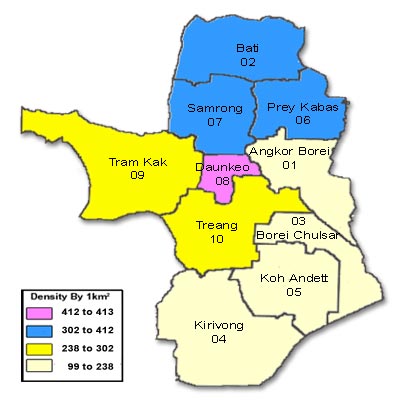 Bati
02
Samrong
07
Prey Kabas
06
Angkor Borei
01
Tram Kak
09
Daunkeo
08
Treang
10
03
Borei Chulsar
Koh Andett
05
Kirivong
04
Density By 1km²
412 to 413
302 to 412
238 to 302
99 to 238